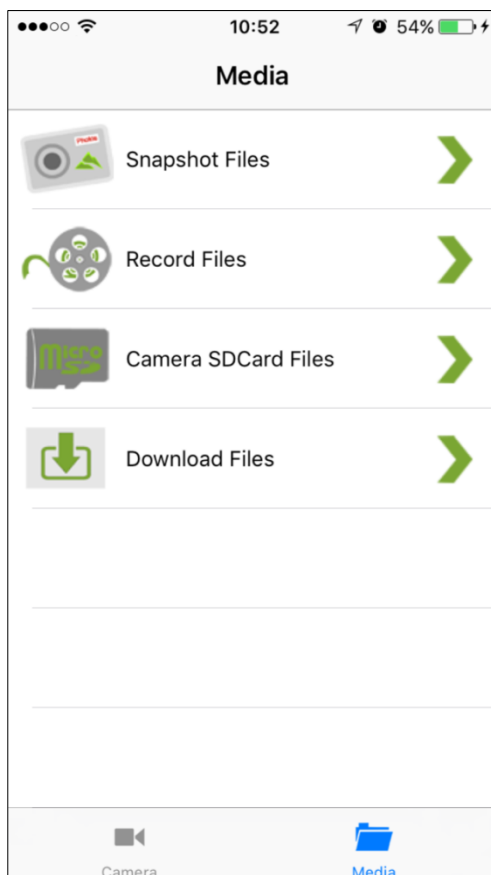 10:52 54%
Media
Snapshot Files
Record Files
Micro
SD
Camera SDCard Files
Download Files
Camera Media